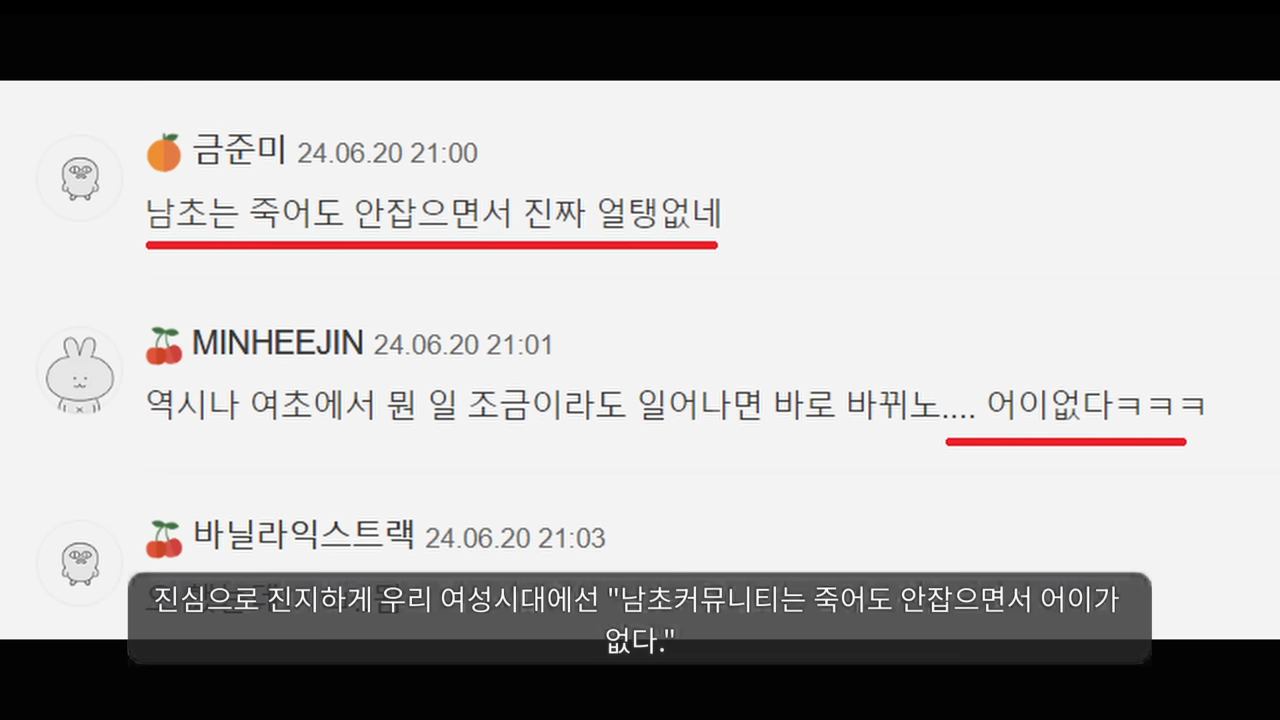 금준미 24.06.20 21:00
남초는 죽어도 안잡으면서 진짜 얼탱없네
MINHEEJIN 24.06.20 21:01
역시나 여초에서 뭔 일 조금이라도 일어나면 바로 바뀌노.... 어이없다ㅋㅋㅋ
바닐라익스트랙 24.06.20 21:03
진심으로 진지하게 우리 여성시대에선 "남초커뮤니티는 죽어도 안잡으면서 어이가
없다."